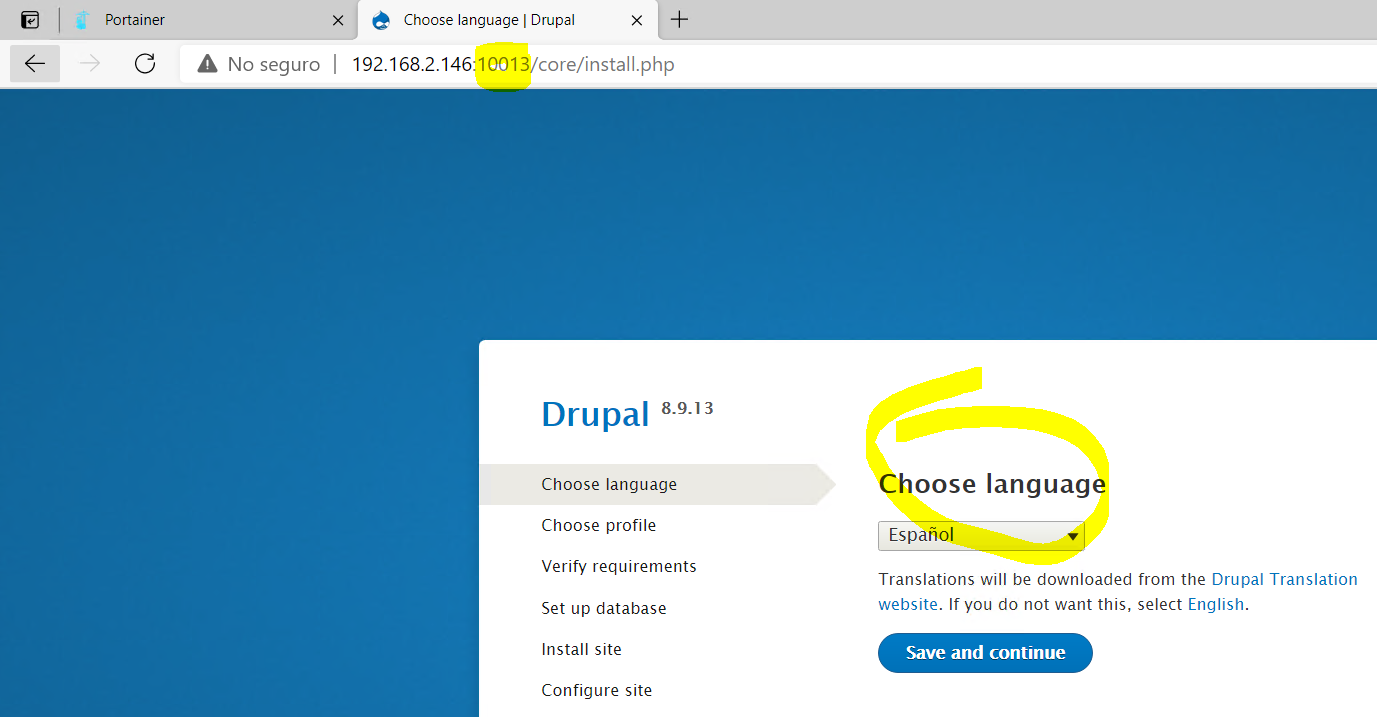 Portainer
Choose language | Drupal
No seguro | 192.168.2.146:10013/core/install.php
Drupal 8.9.13
Choose language
Choose profile
Verify requirements
Set up database
Install site
Configure site
Choose language
Español
Translations will be downloaded from the Drupal Translation
website. If you do not want this, select English.
Save and continue